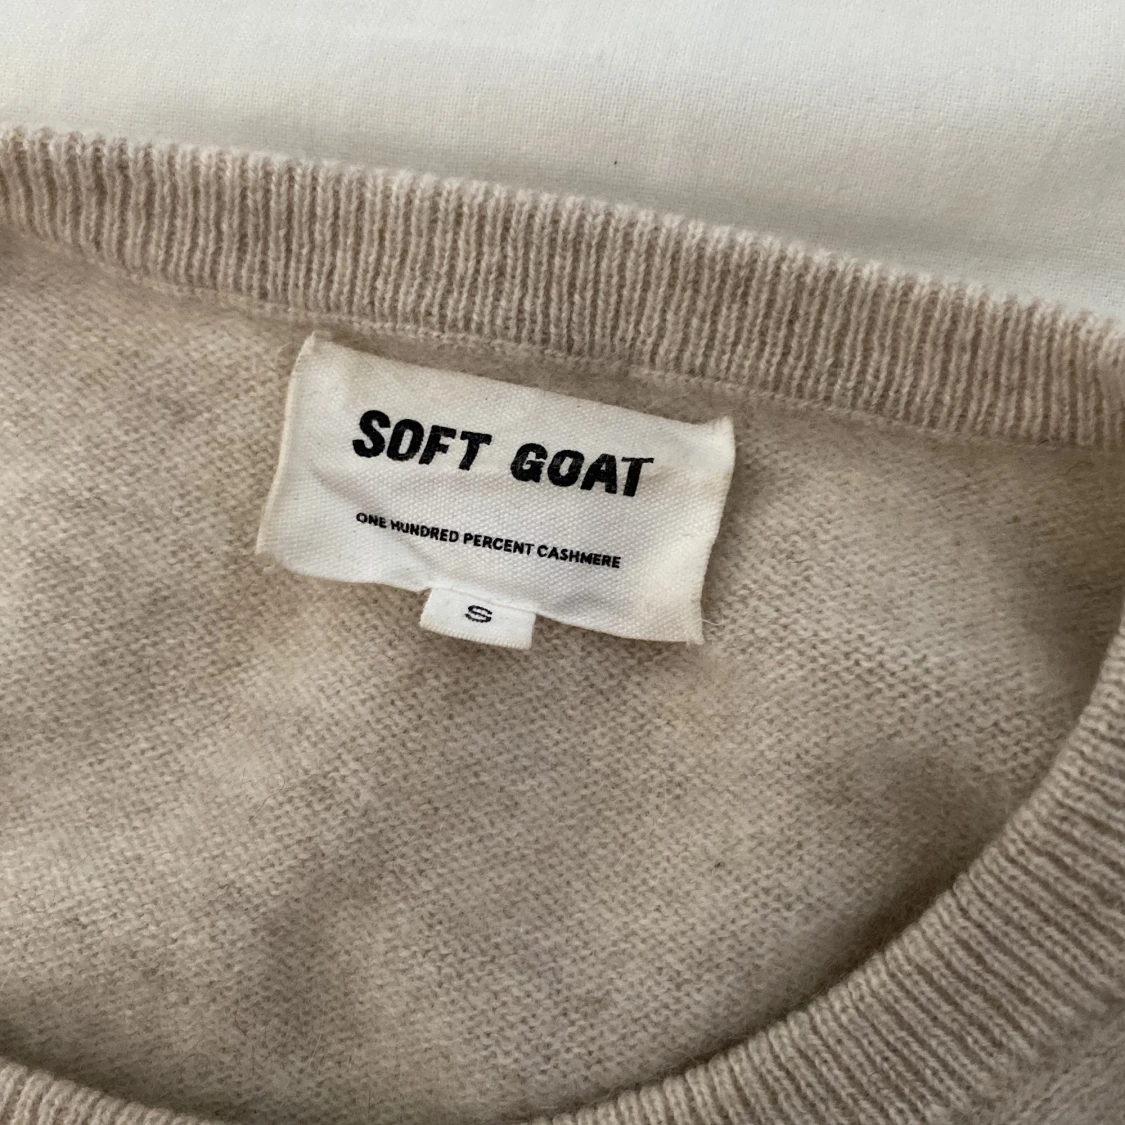 SOFT GOAT
ONE HUNDRED PERCENT CASHMERE
S